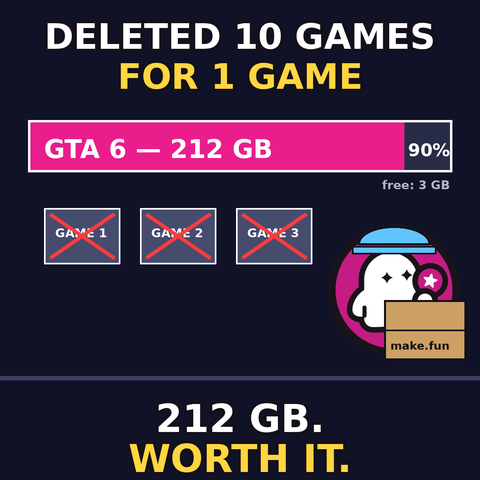 DELETED 10 GAMES
FOR 1 GAME
GTA 6 — 212 GB
90%
free: 3 GB
GAME 1
GAME 2
GAME 3
make.fun
212 GB.
WORTH IT.